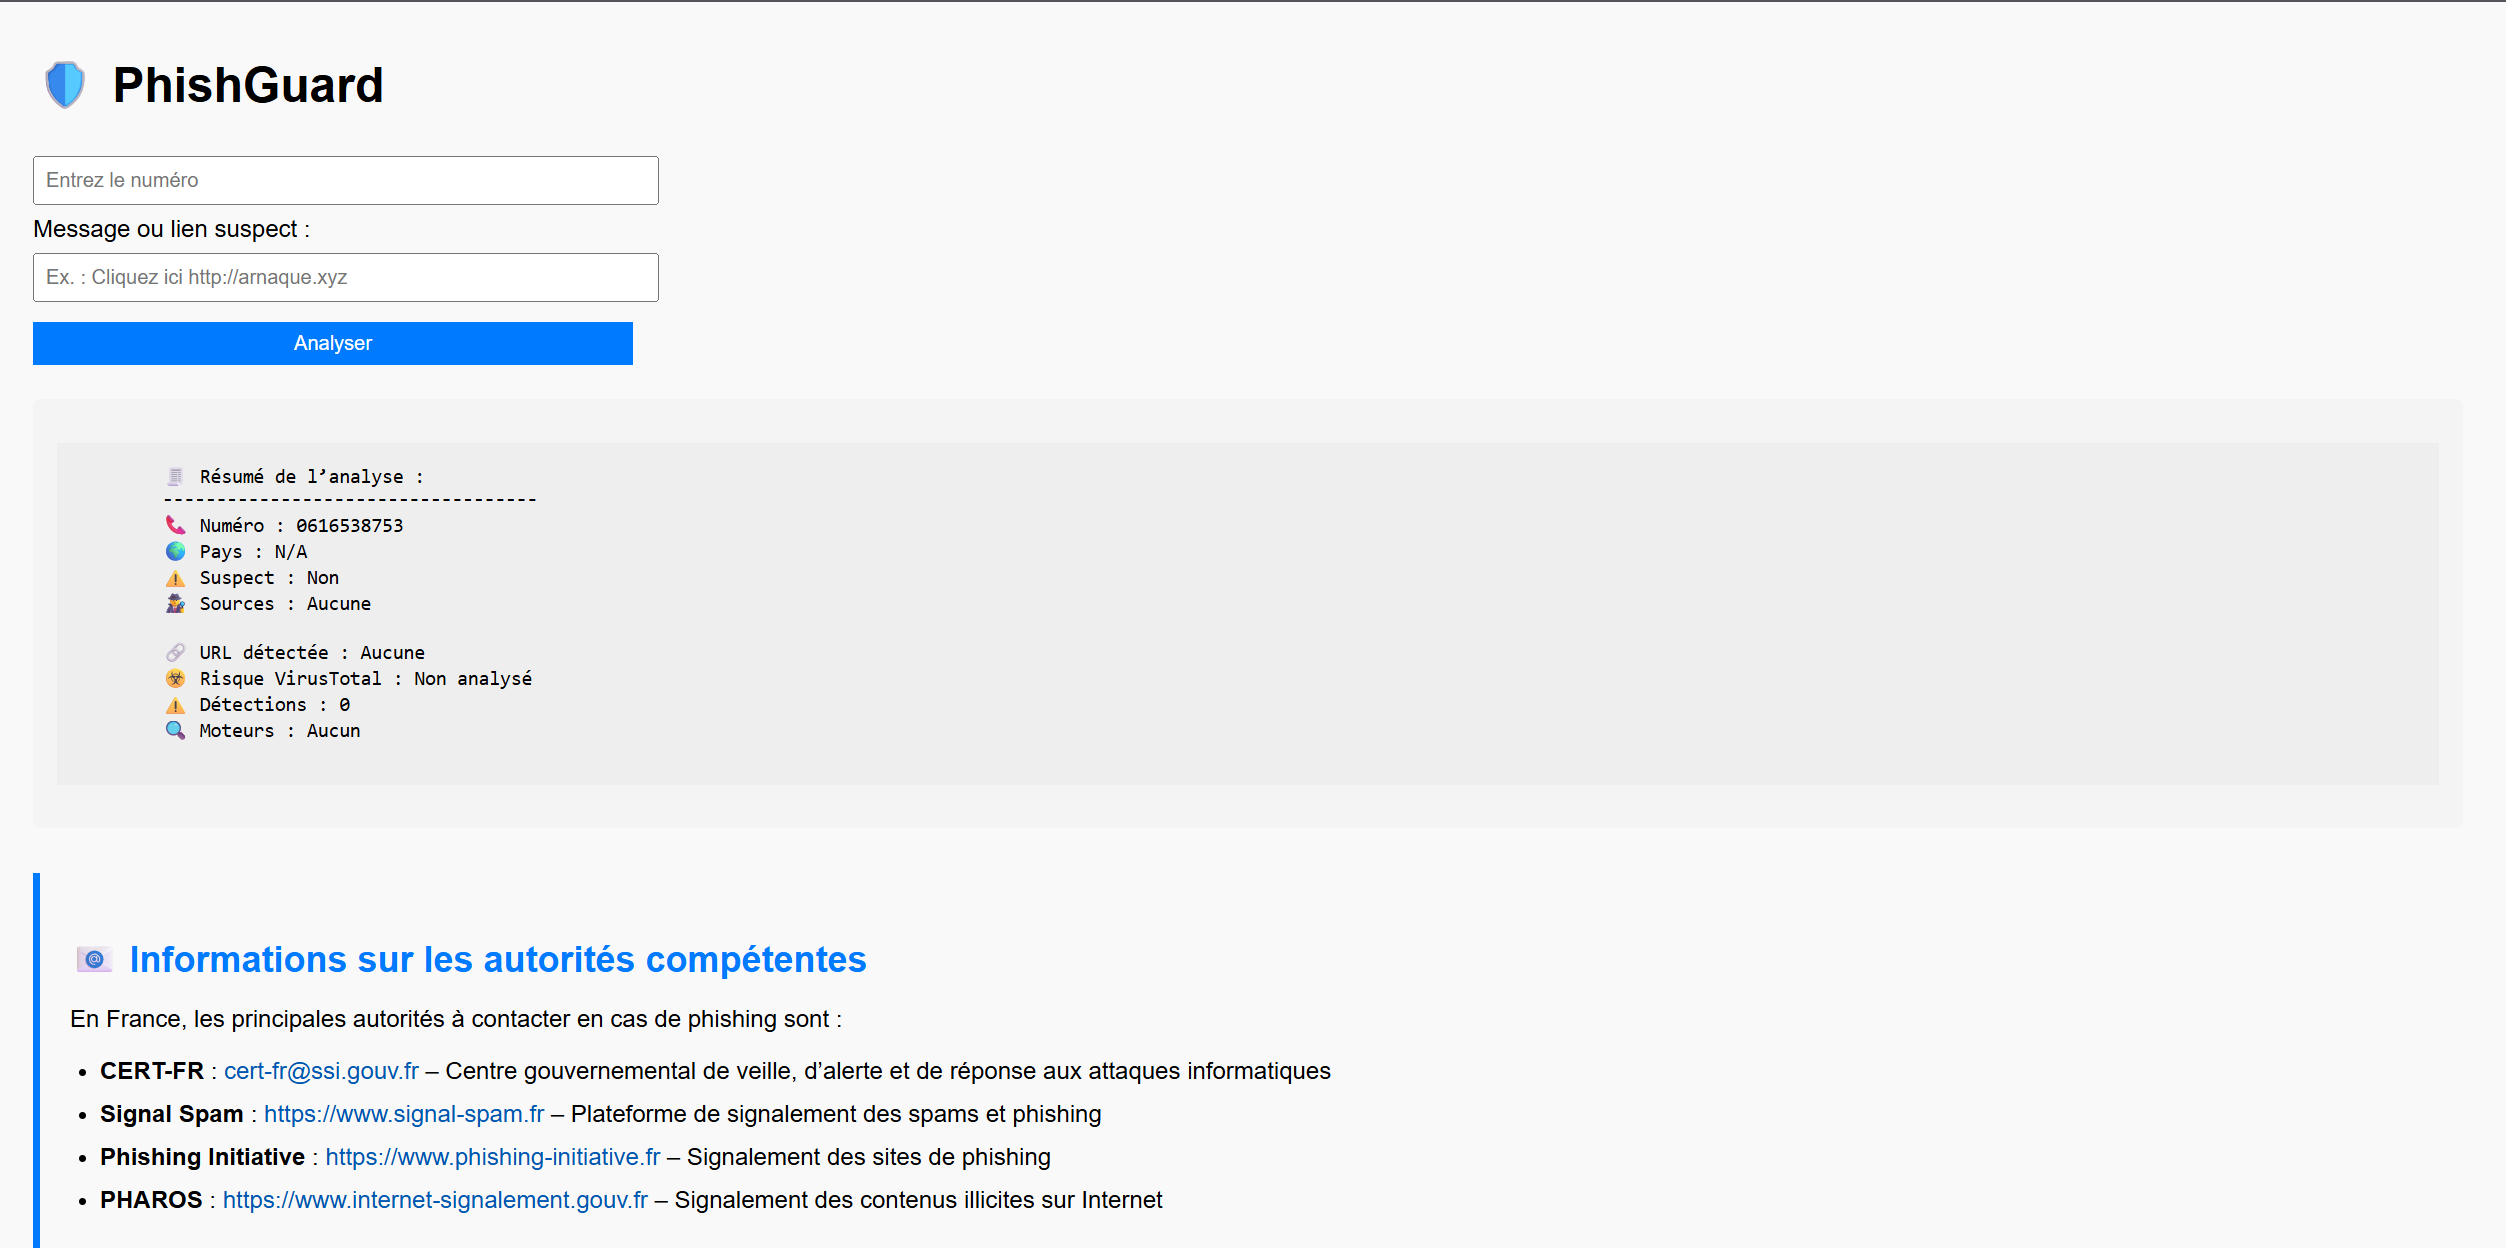 🛡️ PhishGuard
Entrez le numéro
Message ou lien suspect :
Ex. : Cliquez ici http://arnaque.xyz
Analyser
🧾 Résumé de l’analyse :
-----------------------------------
📞 Numéro : 0616538753
🌍 Pays : N/A
⚠️ Suspect : Non
🕵️ Sources : Aucune
🔗 URL détectée : Aucune
☣️ Risque VirusTotal : Non analysé
⚠️ Détections : 0
🔍 Moteurs : Aucun
📧 Informations sur les autorités compétentes
En France, les principales autorités à contacter en cas de phishing sont :
• CERT-FR : cert-fr@ssi.gouv.fr – Centre gouvernemental de veille, d’alerte et de réponse aux attaques informatiques
• Signal Spam : https://www.signal-spam.fr – Plateforme de signalement des spams et phishing
• Phishing Initiative : https://www.phishing-initiative.fr – Signalement des sites de phishing
• PHAROS : https://www.internet-signalement.gouv.fr – Signalement des contenus illicites sur Internet